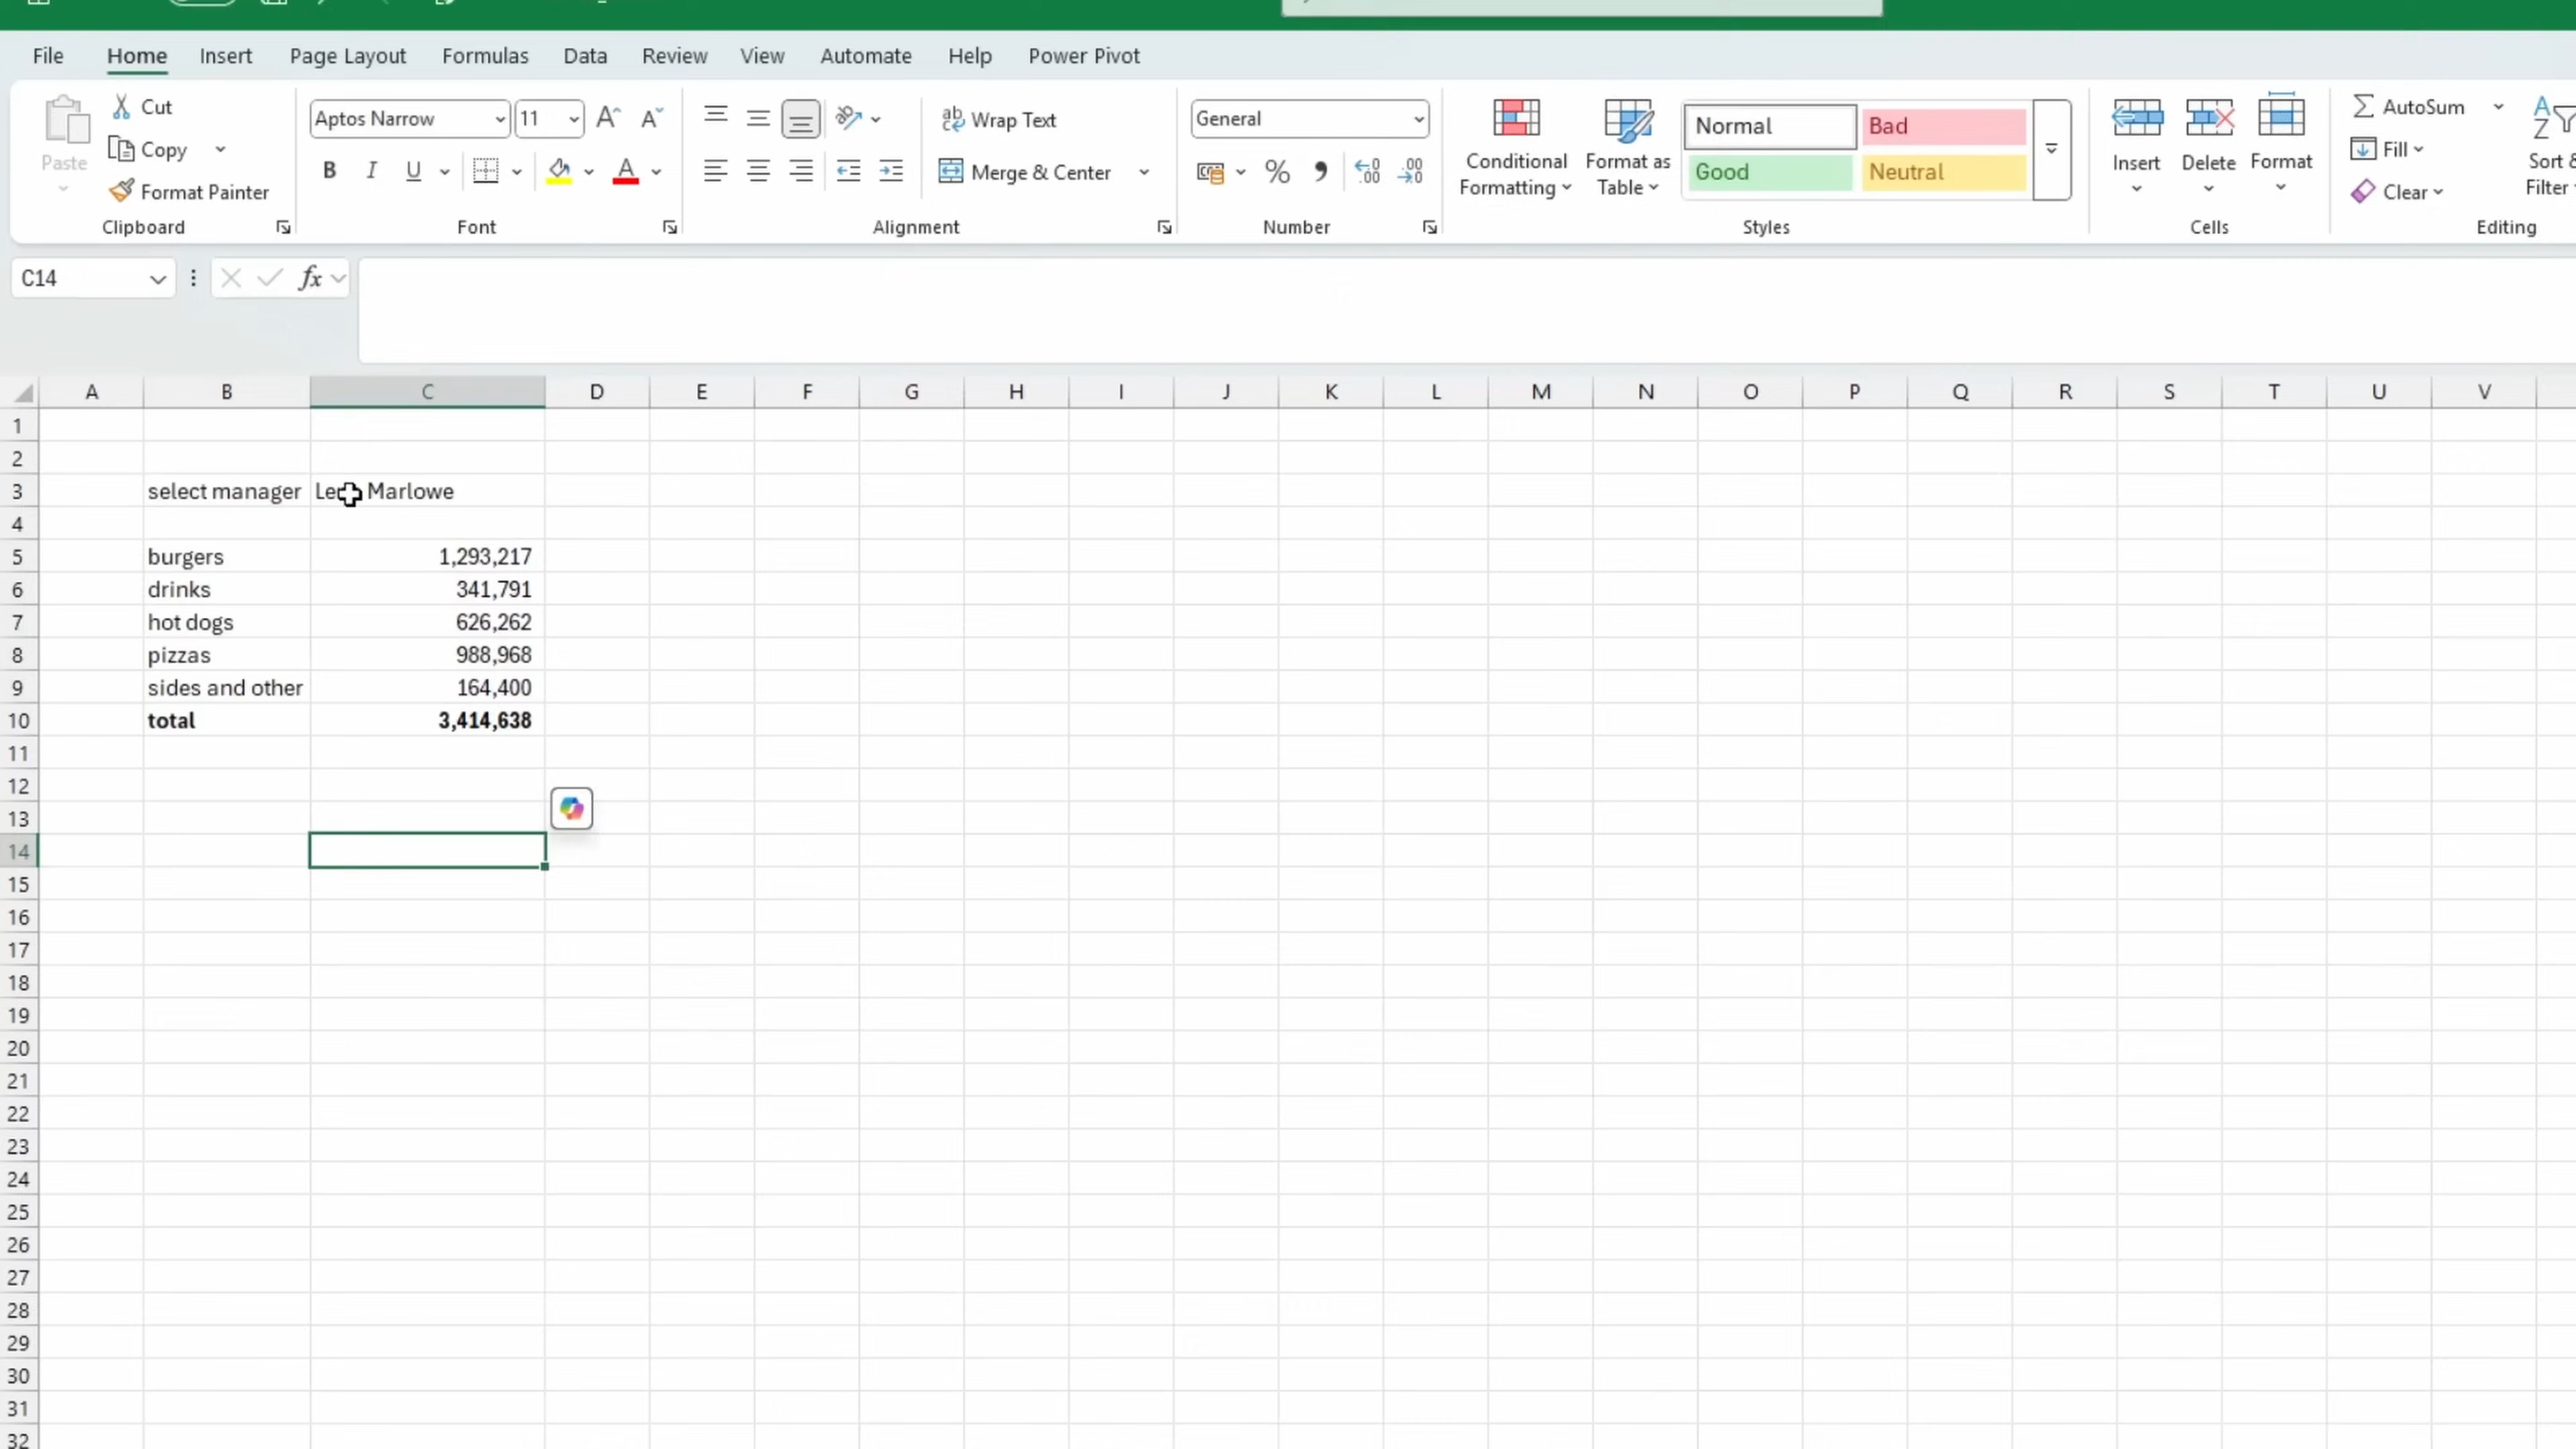 File Home Insert Page Layout Formulas Data Review View Automate Help Power Pivot
Paste
Cut
Copy
Format Painter
Clipboard
Aptos Narrow 11
B I U
Font
Wrap Text
Merge & Center
Alignment
General
Number
Conditional Formatting
Format as Table
Normal Bad
Good Neutral
Styles
Insert Delete Format
Cells
AutoSum
Fill
Clear
Sort &
Filter
Editing
C14 fx
A B C D E F G H I J K L M N O P Q R S T U V
1
2
3 select manager Marlowe
4
5 burgers 1,293,217
6 drinks 341,791
7 hot dogs 626,262
8 pizzas 988,968
9 sides and other 164,400
10 total 3,414,638
11
12
13
14
15
16
17
18
19
20
21
22
23
24
25
26
27
28
29
30
31
32